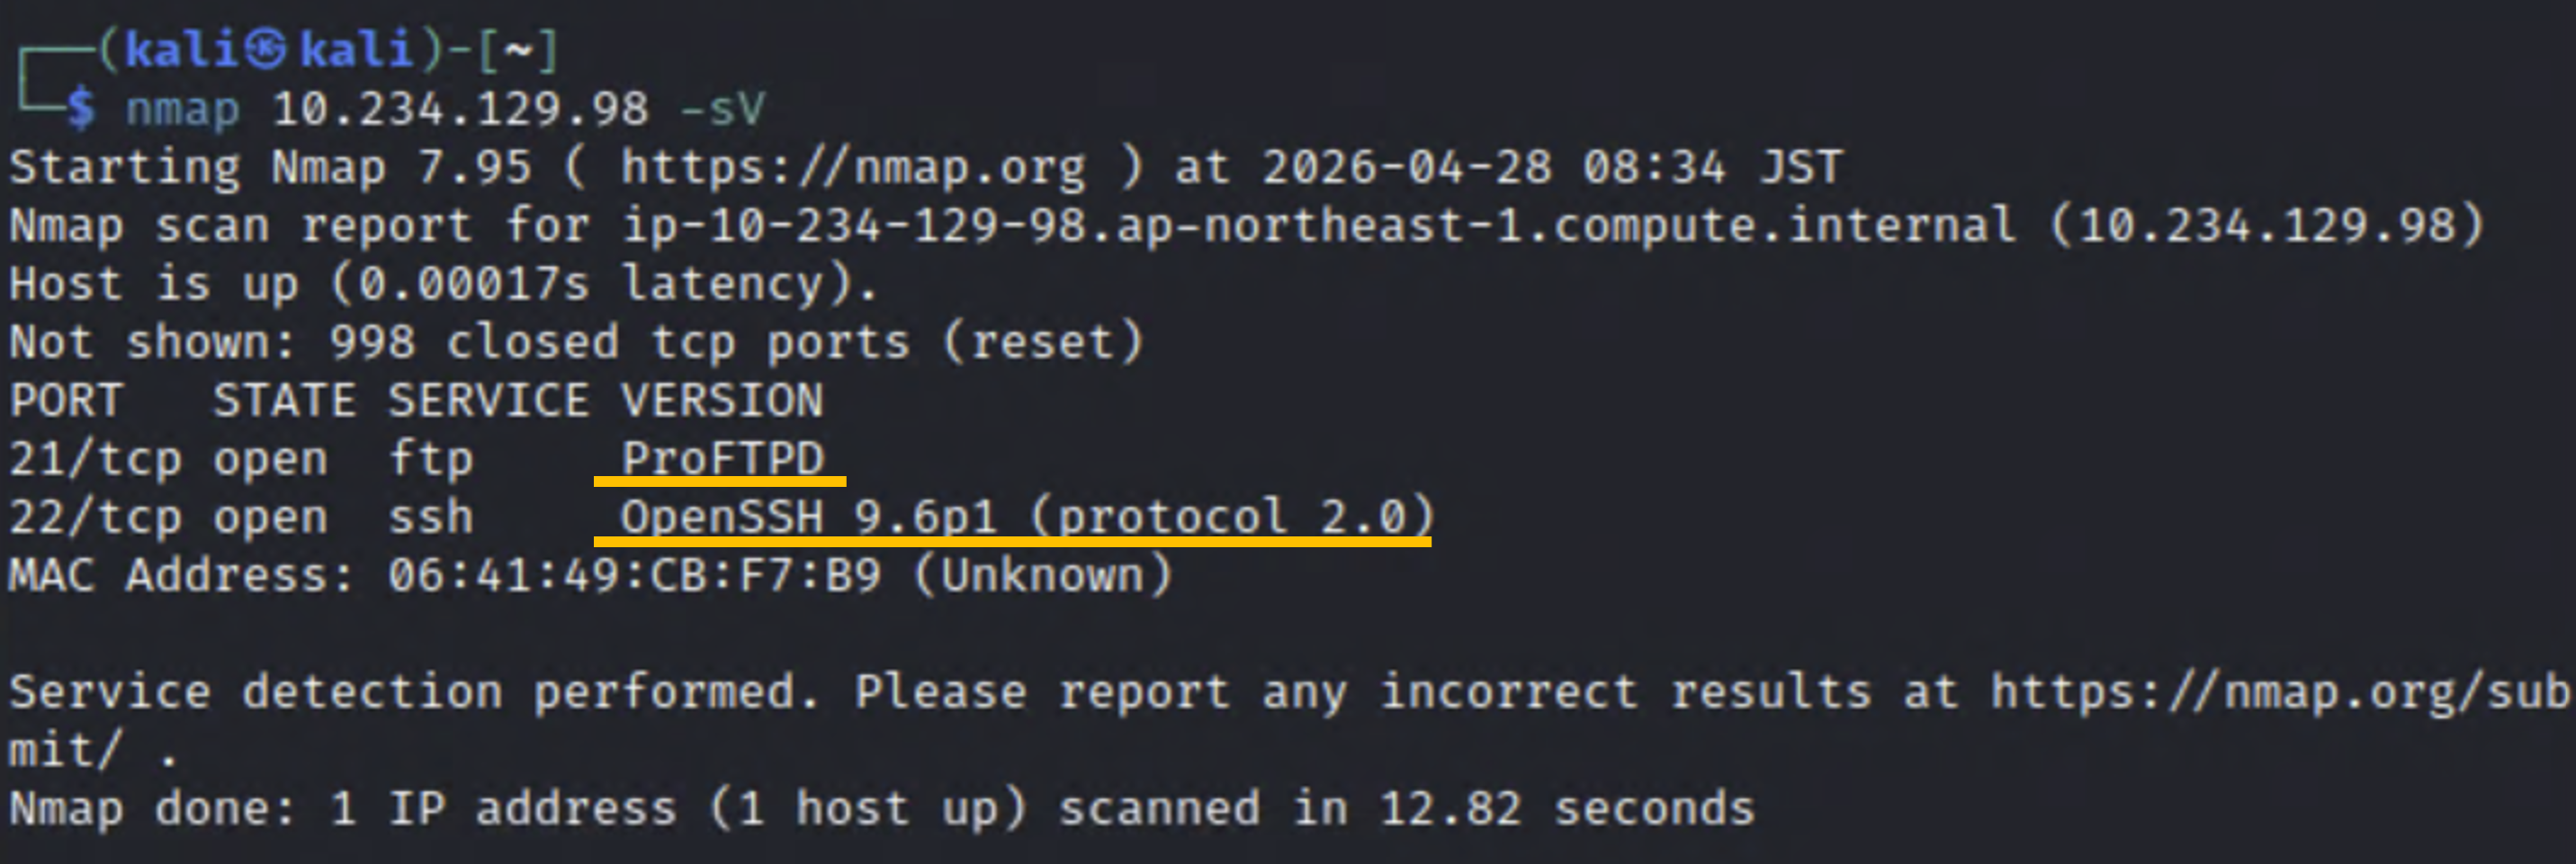 ┌──(kali㉿kali)-[~]
└─$ nmap 10.234.129.98 -sV
Starting Nmap 7.95 ( https://nmap.org ) at 2026-04-28 08:34 JST
Nmap scan report for ip-10-234-129-98.ap-northeast-1.compute.internal (10.234.129.98)
Host is up (0.00017s latency).
Not shown: 998 closed tcp ports (reset)
PORT   STATE SERVICE VERSION
21/tcp open  ftp     ProFTPD
22/tcp open  ssh     OpenSSH 9.6p1 (protocol 2.0)
MAC Address: 06:41:49:CB:F7:B9 (Unknown)
Service detection performed. Please report any incorrect results at https://nmap.org/sub
mit/ .
Nmap done: 1 IP address (1 host up) scanned in 12.82 seconds